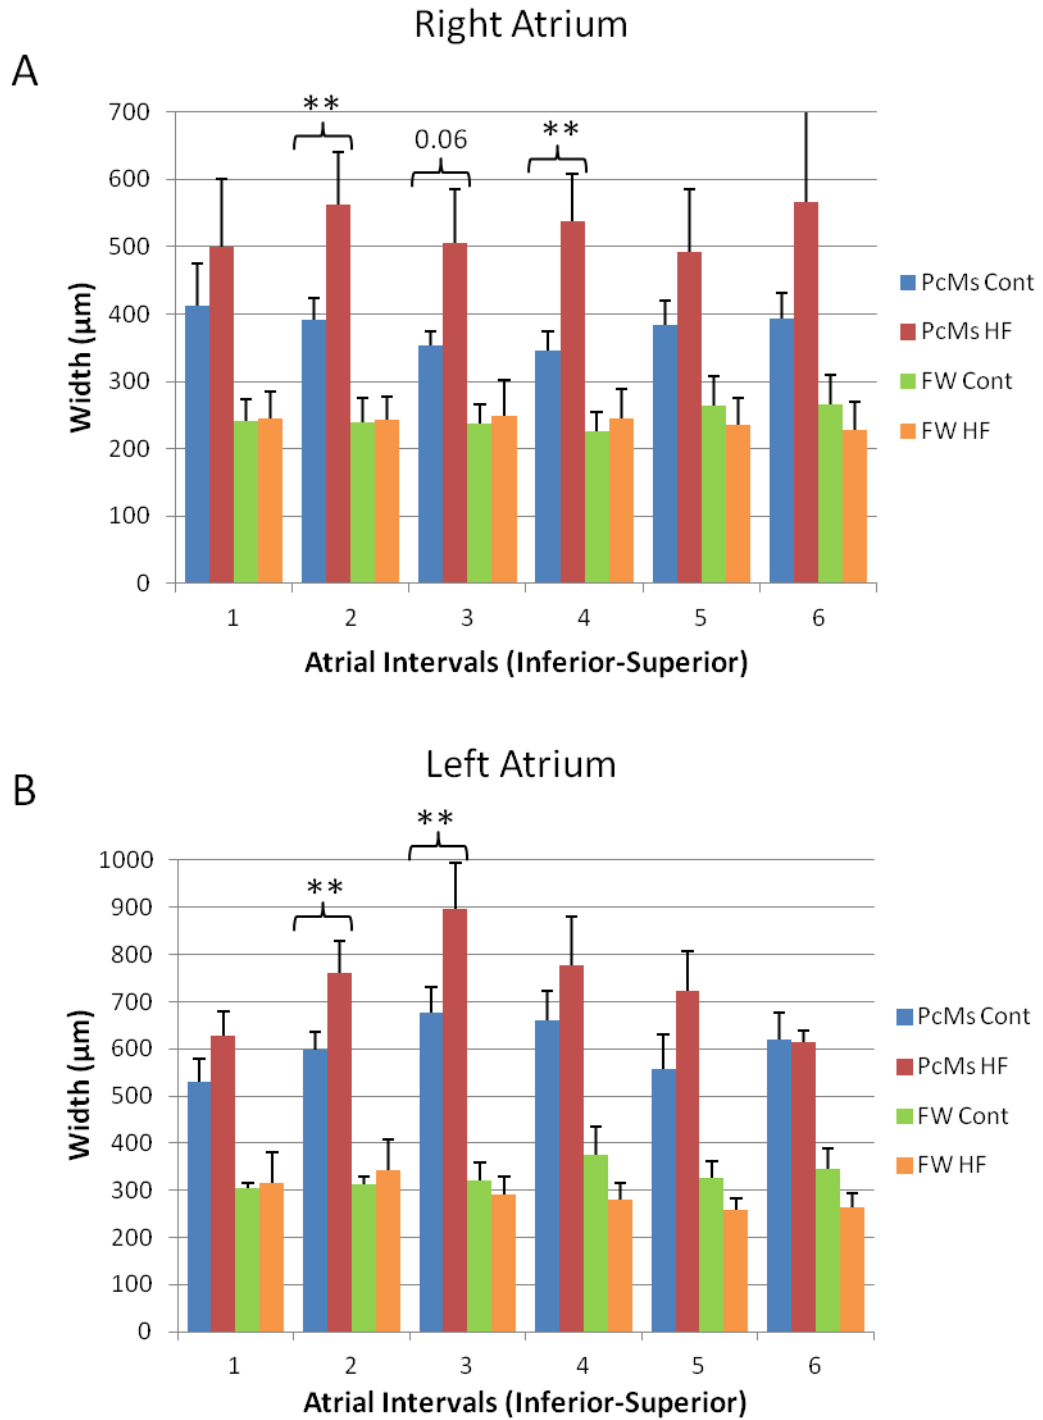 Right Atrium
A
**
0.06
**
700
600
500
400
300
200
100
0
Width (μm)
1 2 3 4 5 6
Atrial Intervals (Inferior-Superior)
PcMs Cont
PcMs HF
FW Cont
FW HF
Left Atrium
B
**
**
1000
900
800
700
600
500
400
300
200
100
0
Width (μm)
1 2 3 4 5 6
Atrial Intervals (Inferior-Superior)
PcMs Cont
PcMs HF
FW Cont
FW HF